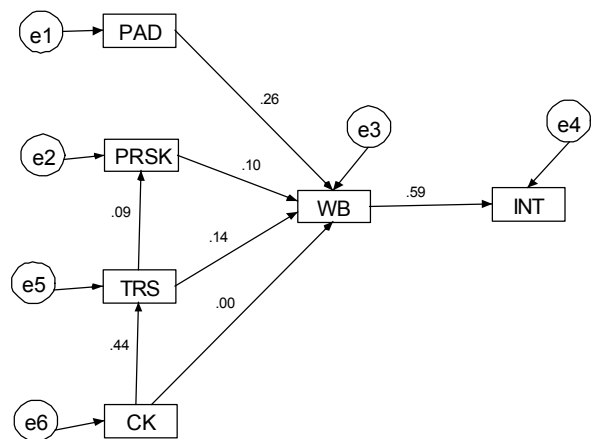 e1
PAD
.26
e3
e4
e2
PRSK
.10
.59
WB
INT
.09
.14
e5
TRS
.00
.44
e6
CK